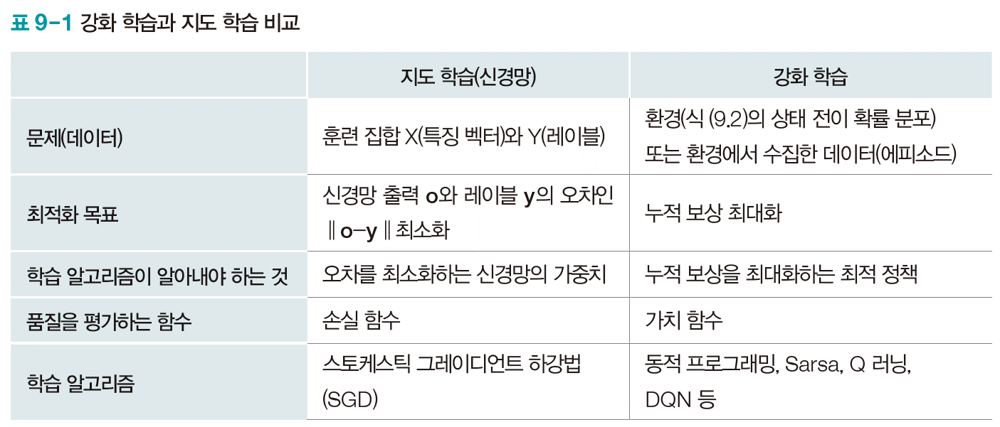 표 9-1 강화 학습과 지도 학습 비교
지도 학습(신경망)
강화 학습
문제(데이터)
훈련 집합 X(특징 벡터)와 Y(레이블)
환경(식 (9.2)의 상태 전이 확률 분포)
또는 환경에서 수집한 데이터(에피소드)
최적화 목표
신경망 출력 o와 레이블 y의 오차인
∥o-y∥최소화
누적 보상 최대화
학습 알고리즘이 알아내야 하는 것
오차를 최소화하는 신경망의 가중치
누적 보상을 최대화하는 최적 정책
품질을 평가하는 함수
손실 함수
가치 함수
학습 알고리즘
스토케스틱 그레이디언트 하강법
(SGD)
동적 프로그래밍, Sarsa, Q 러닝,
DQN 등